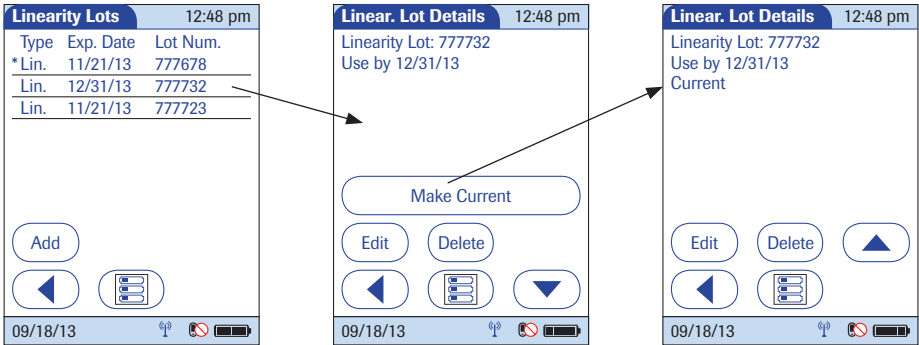 Linearity Lots 12:48 pm
Type Exp. Date Lot Num.
*Lin. 11/21/13 777678
Lin. 12/31/13 777732
Lin. 11/21/13 777723
Add
09/18/13
Linear. Lot Details 12:48 pm
Linearity Lot: 777732
Use by 12/31/13
Make Current
Edit Delete
09/18/13
Linear. Lot Details 12:48 pm
Linearity Lot: 777732
Use by 12/31/13
Current
Edit Delete
09/18/13